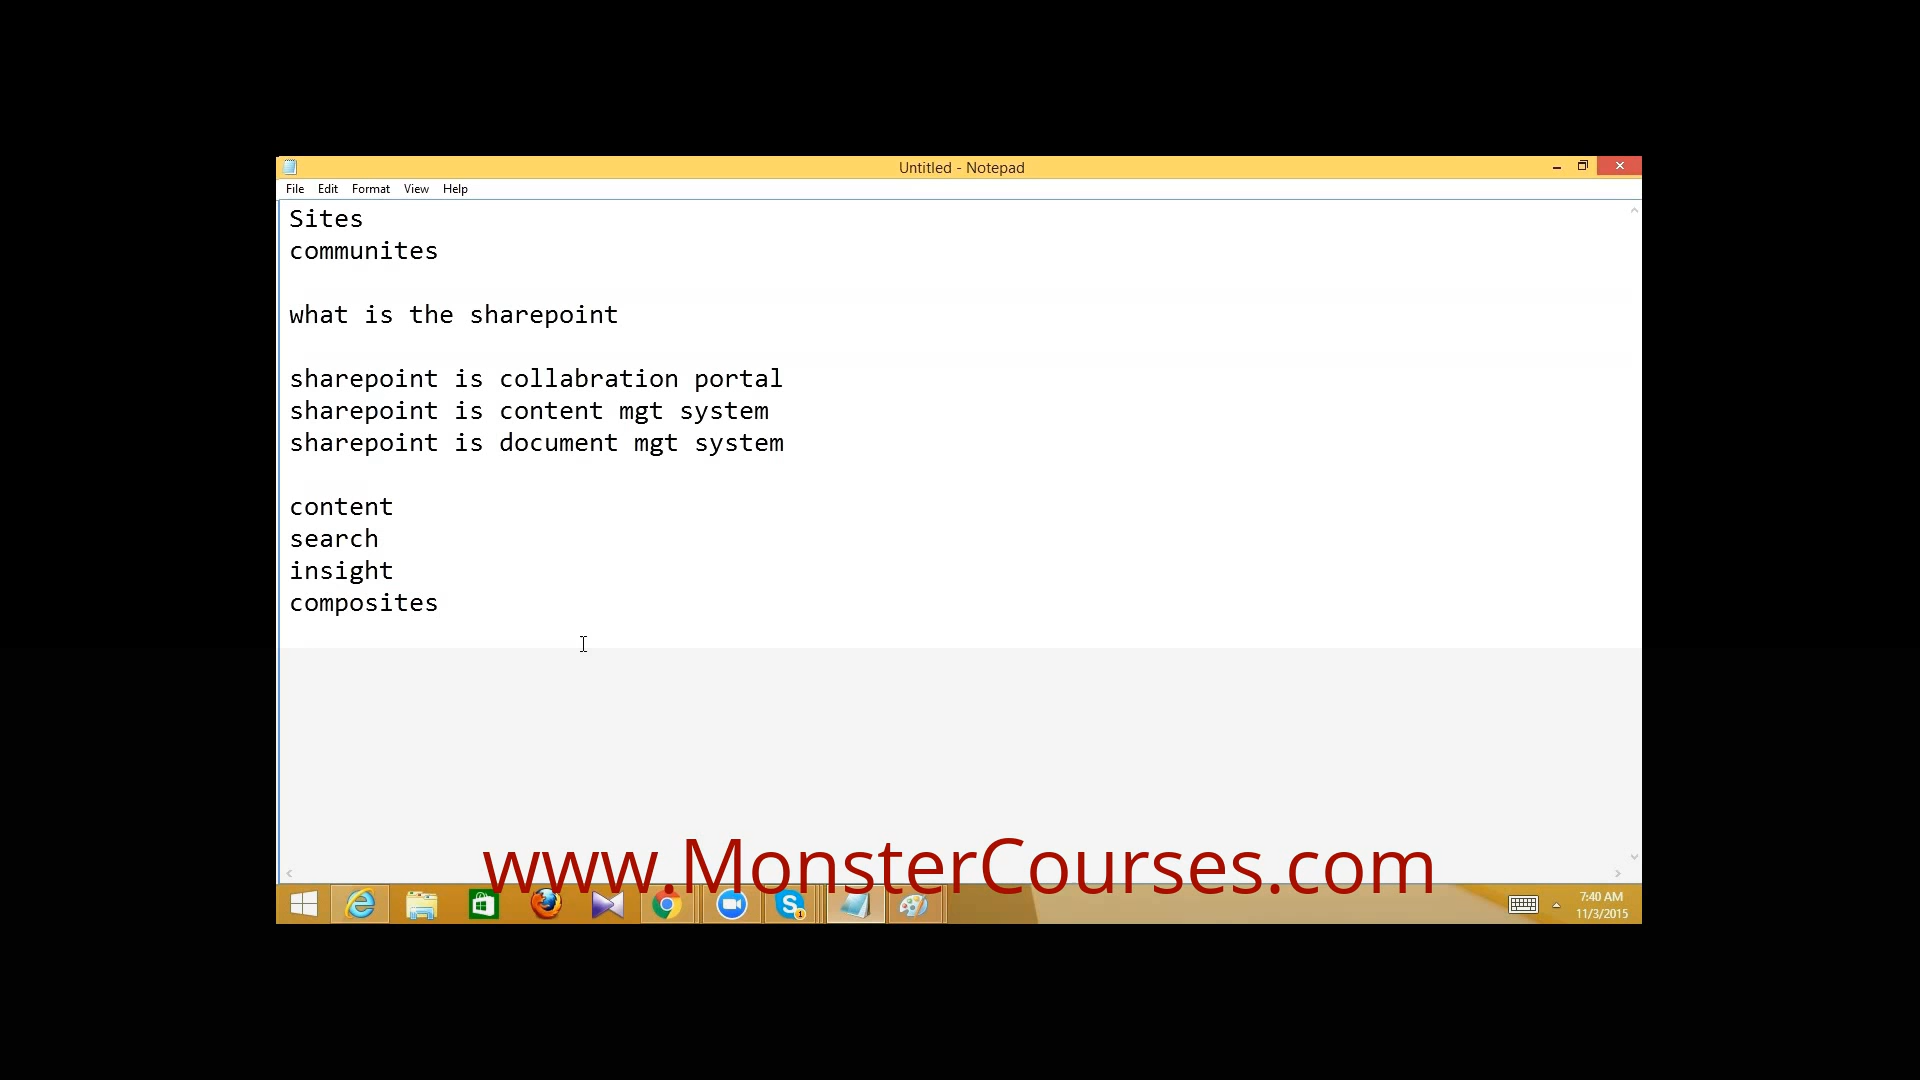 Untitled - Notepad
File Edit Format View Help
Sites
communites
what is the sharepoint
sharepoint is collabration portal
sharepoint is content mgt system
sharepoint is document mgt system
content
search
insight
composites
www.MonsterCourses.com
7:40 AM
11/3/2015